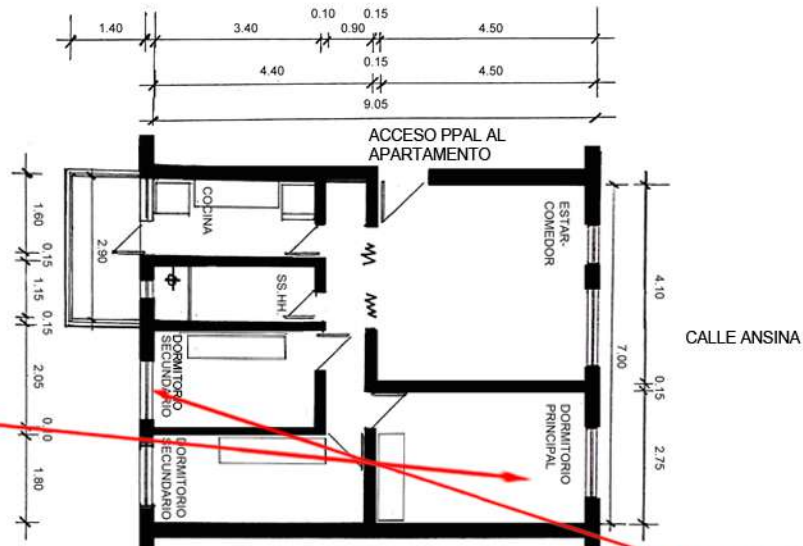 0.10 0.15
1.40 3.40 0.90 4.50
0.15
4.40 4.50
9.05
ACCESO PPAL AL
APARTAMENTO
COCINA
ESTAR-
COMEDOR
1.60
0.15
2.90
SS.HH.
1.15
0.15
4.10
7.00
CALLE ANSINA
DORMITORIO
SECUNDARIO
2.05
0.15
DORMITORIO
PRINCIPAL
2.75
DORMITORIO
SECUNDARIO
1.80